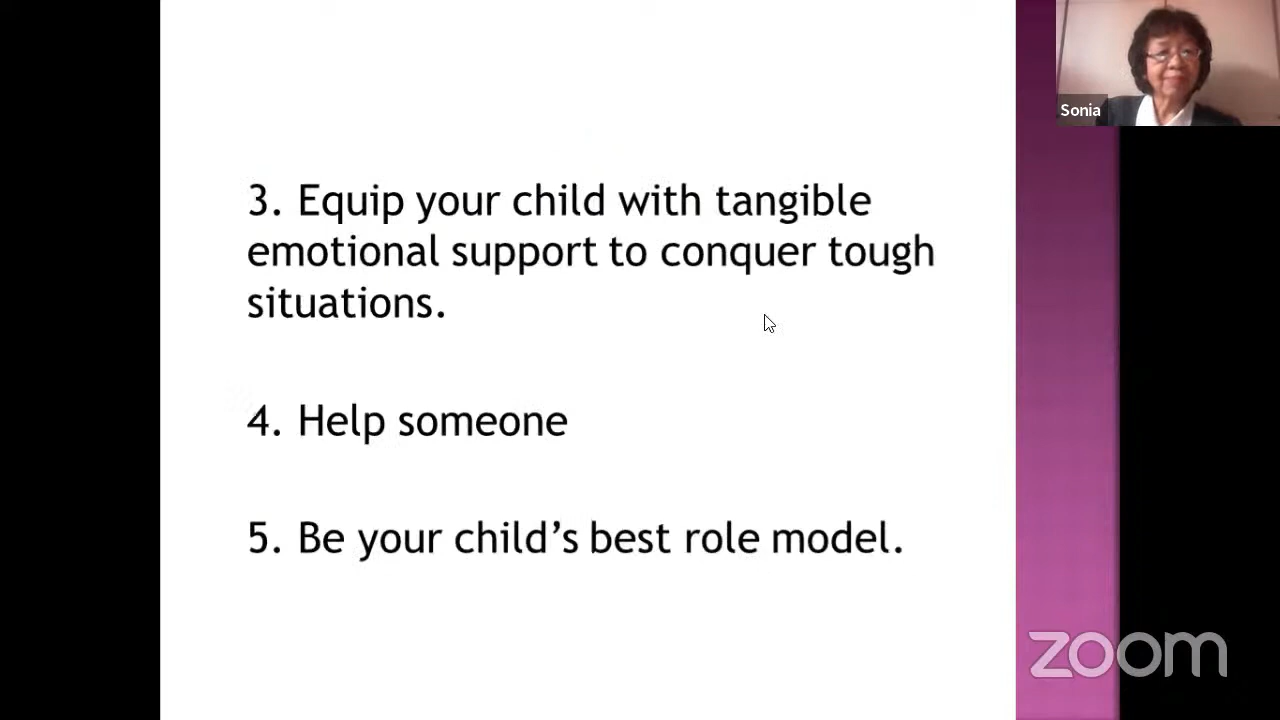 Sonia
3. Equip your child with tangible
emotional support to conquer tough
situations.
4. Help someone
5. Be your child’s best role model.
zoom